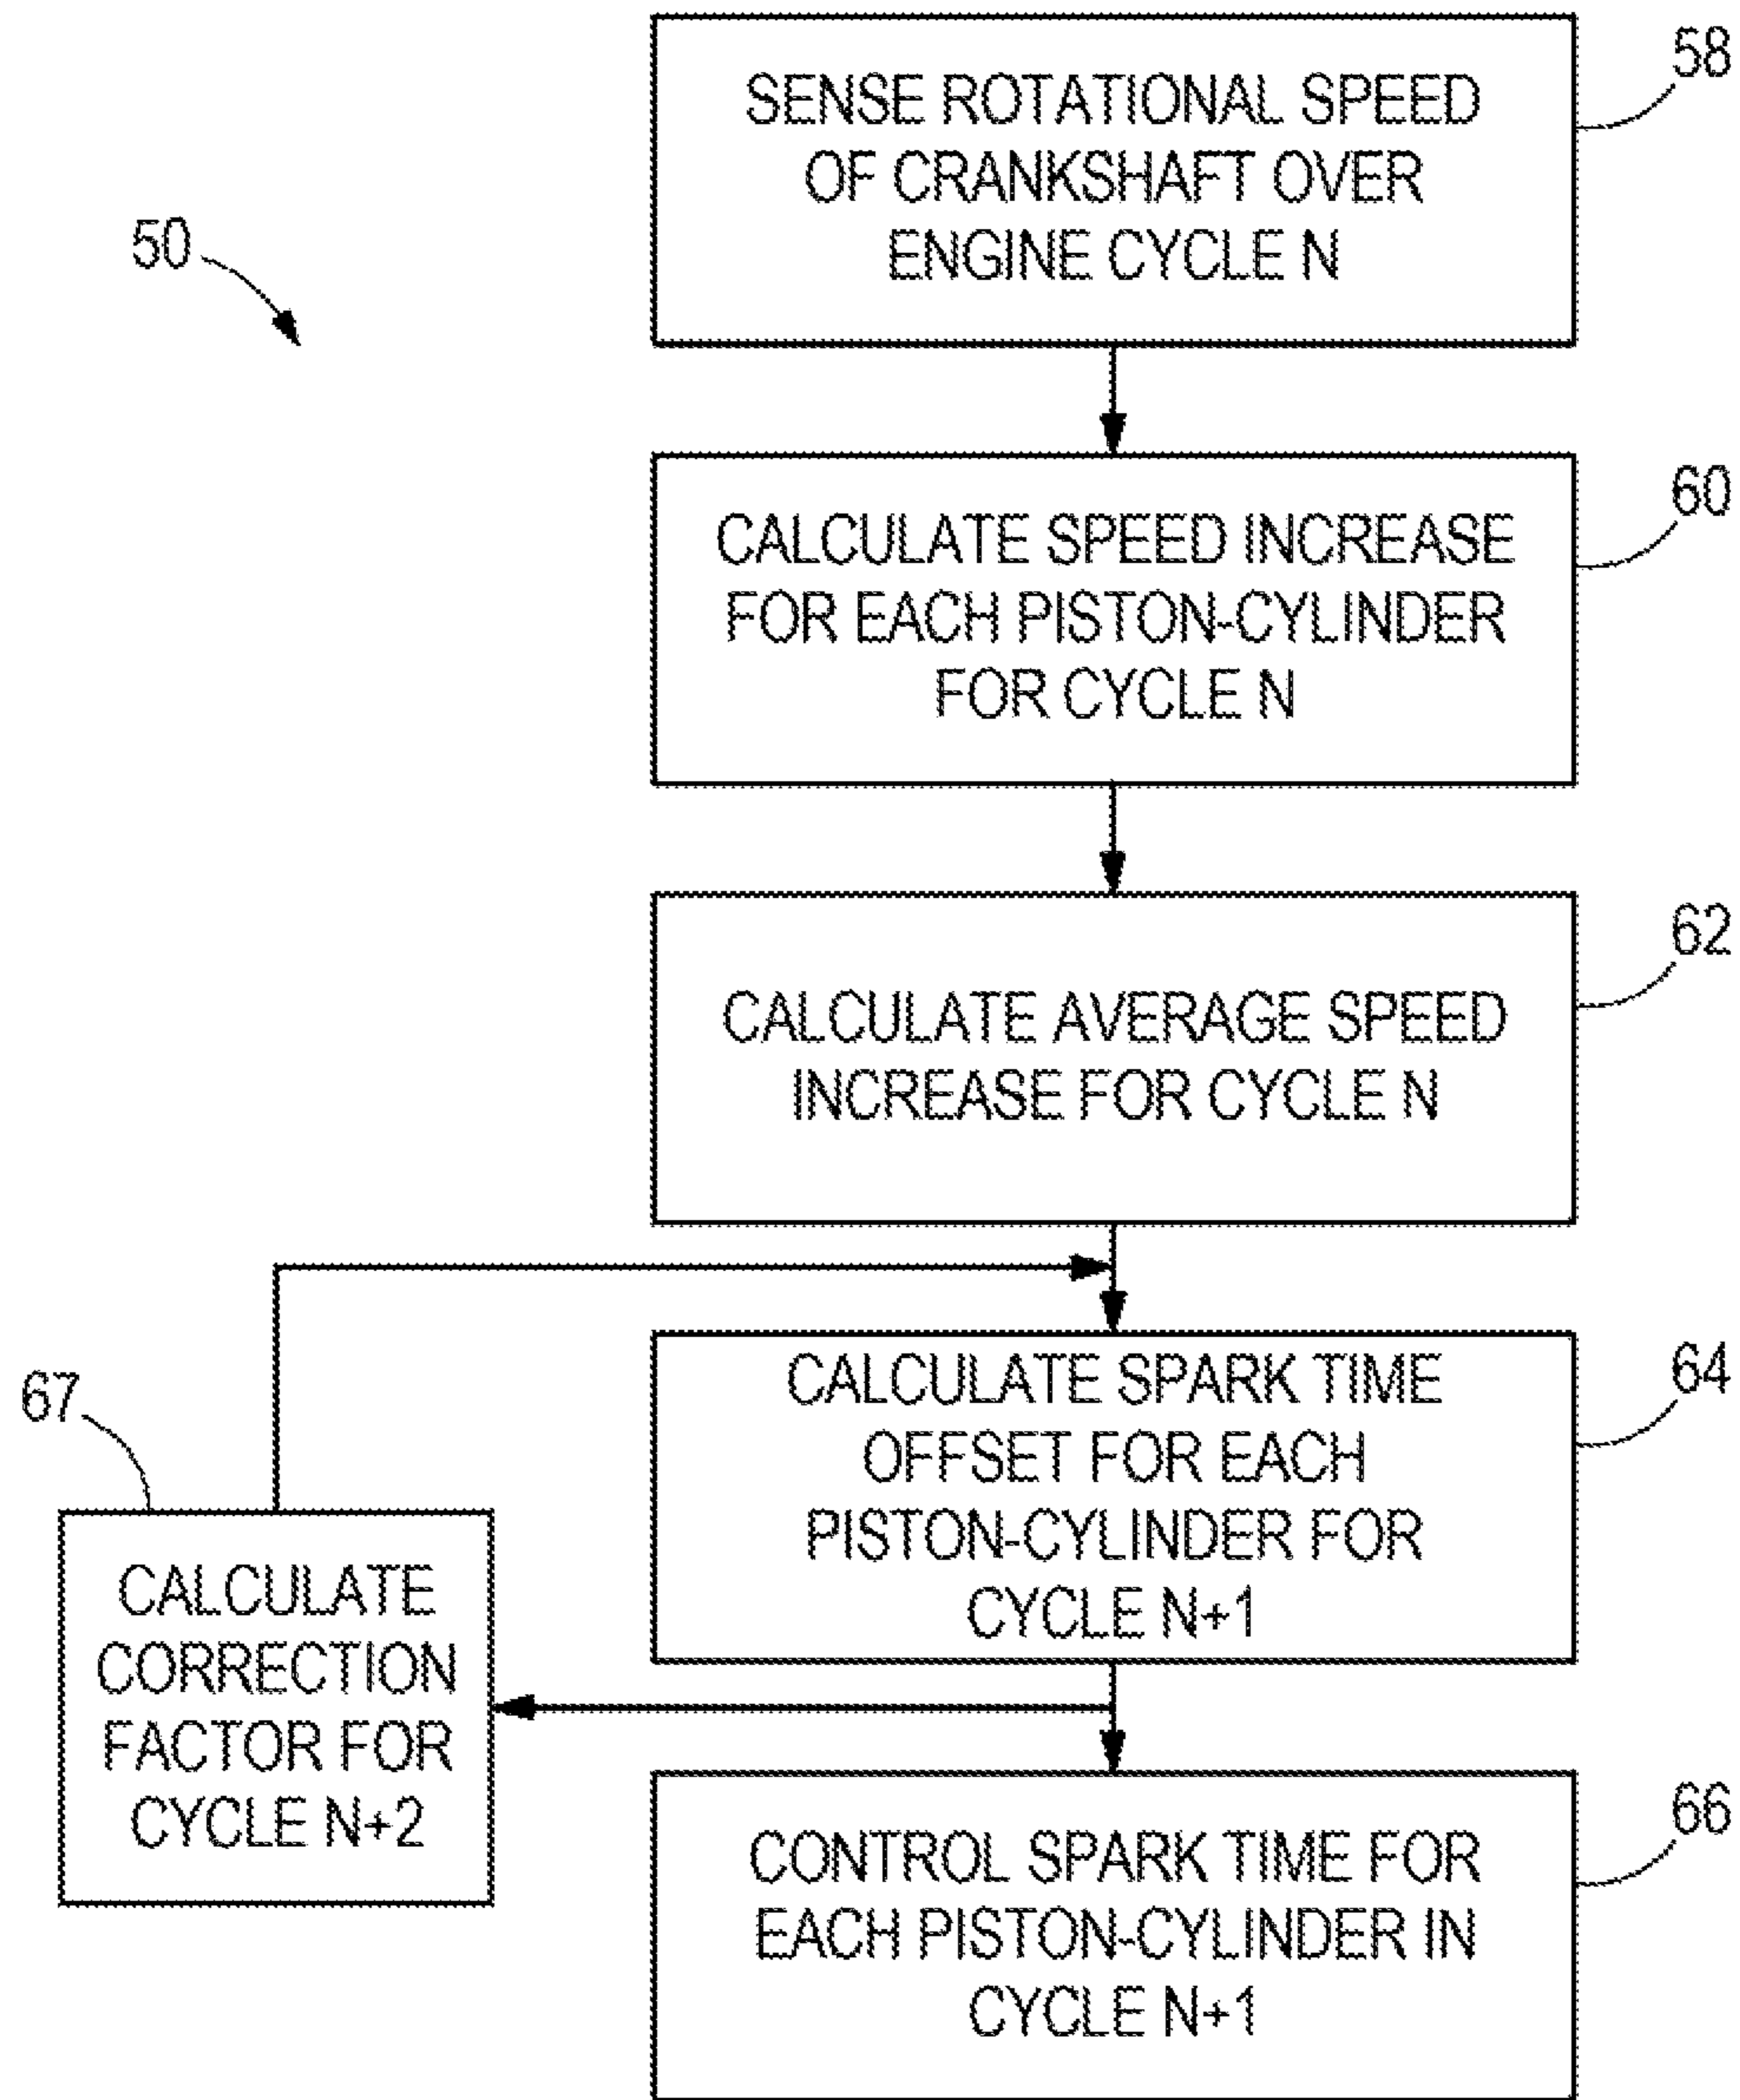 58
SENSE ROTATIONAL SPEED
OF CRANKSHAFT OVER
ENGINE CYCLE N
50
60
CALCULATE SPEED INCREASE
FOR EACH PISTON-CYLINDER
FOR CYCLE N
62
CALCULATE AVERAGE SPEED
INCREASE FOR CYCLE N
64
CALCULATE SPARK TIME
OFFSET FOR EACH
PISTON-CYLINDER FOR
CYCLE N+1
67
CALCULATE
CORRECTION
FACTOR FOR
CYCLE N+2
66
CONTROL SPARK TIME FOR
EACH PISTON-CYLINDER IN
CYCLE N+1